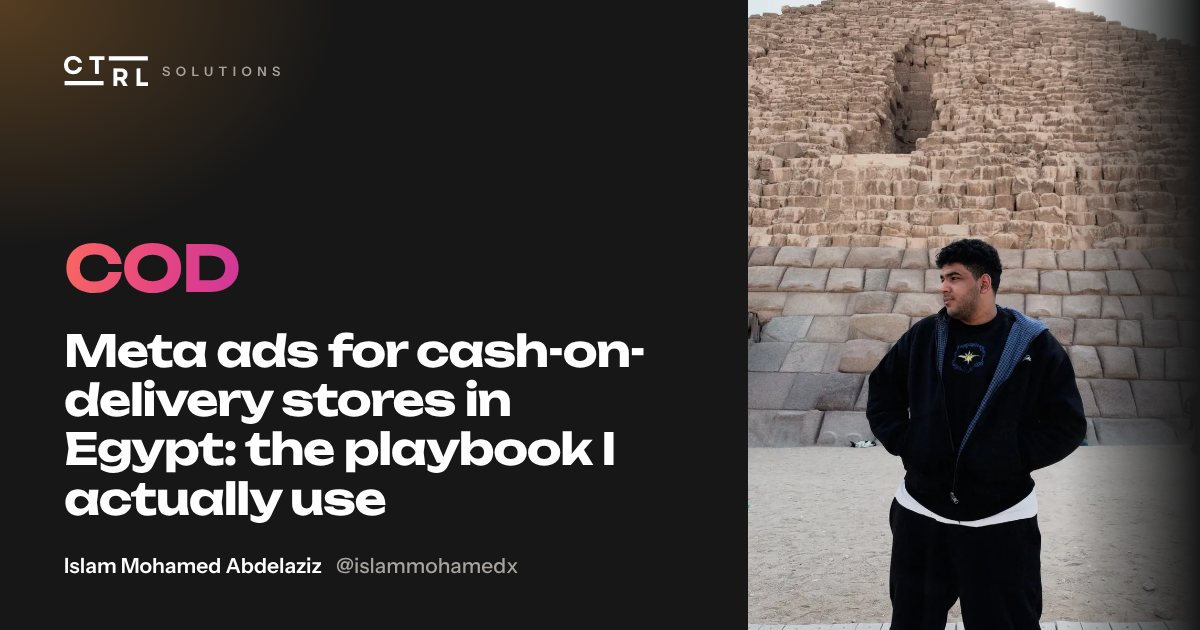 CTRL SOLUTIONS
COD
Meta ads for cash-on-
delivery stores in
Egypt: the playbook I
actually use
Islam Mohamed Abdelaziz @islammohamedx